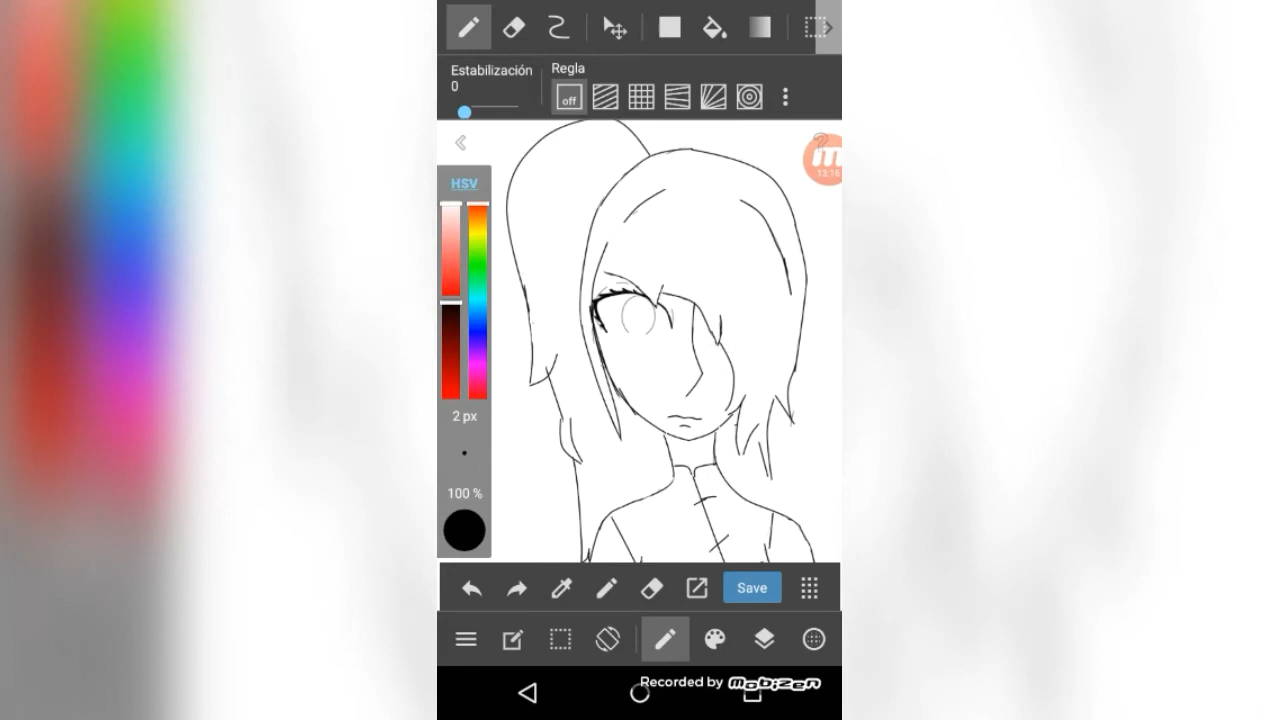 Estabilización
Regla
0
off
?
m
13:16
HSV
2 px
100 %
Save
Recorded by mobizen